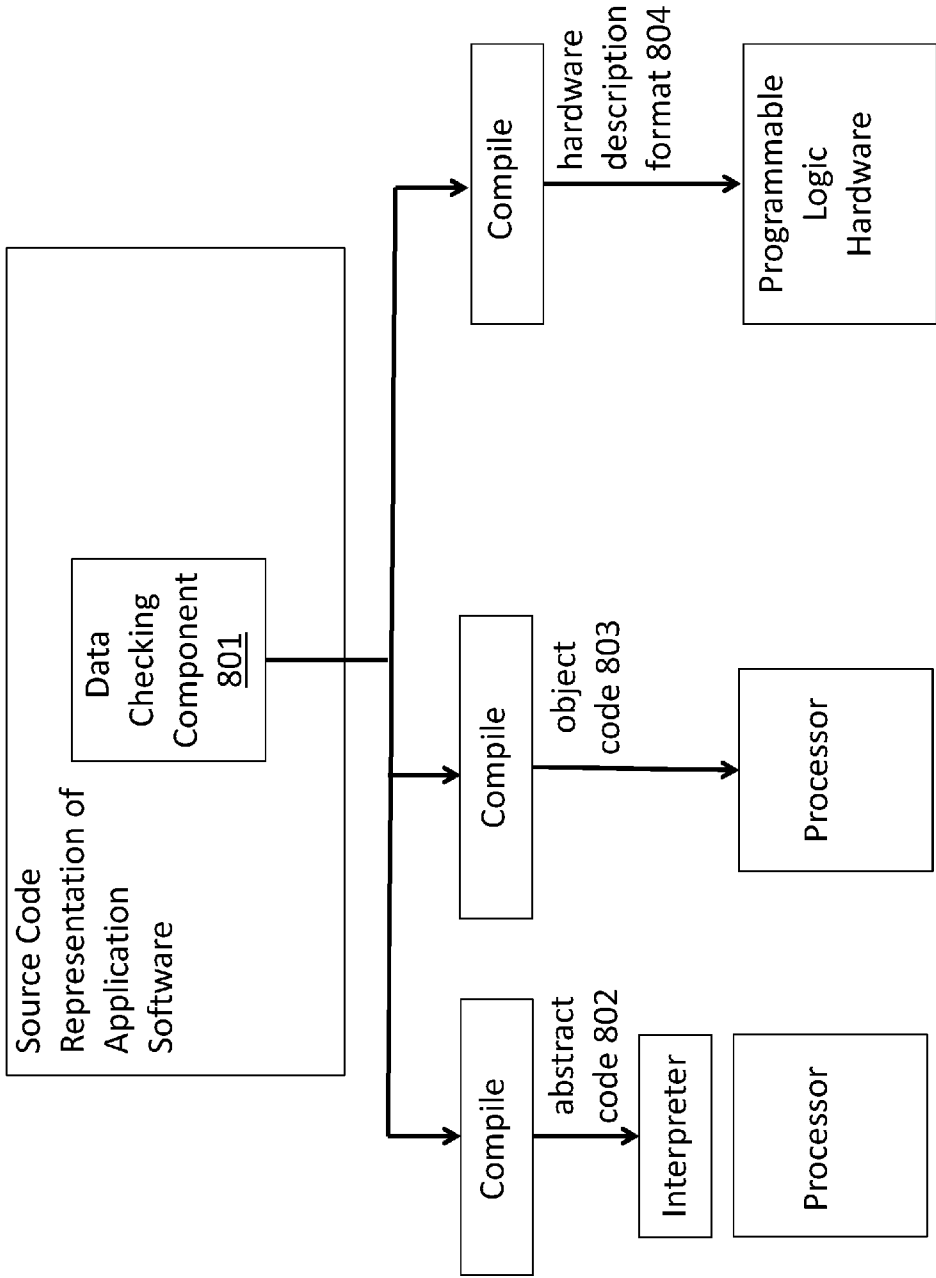 Source Code
Representation of
Application
Software
Data
Checking
Component
801
Compile
abstract
code 802
Interpreter
Processor
Compile
object
code 803
Processor
Compile
hardware
description
format 804
Programmable
Logic
Hardware